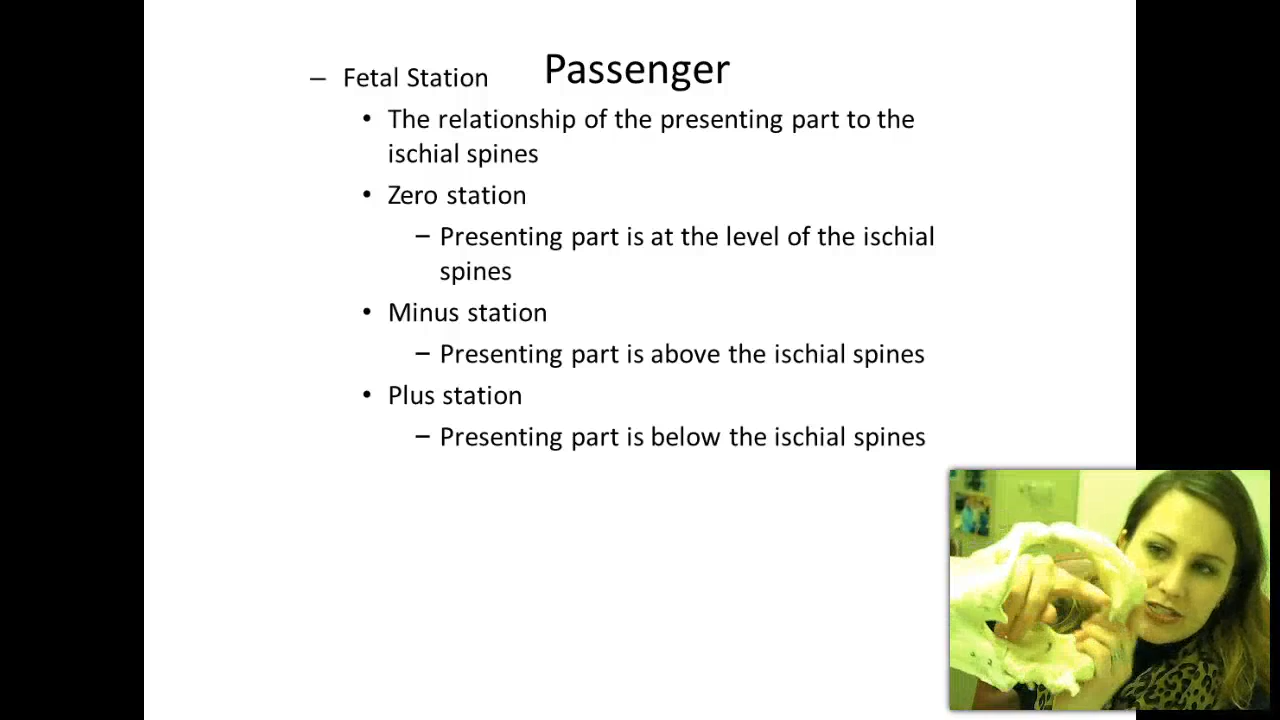 Passenger
– Fetal Station
• The relationship of the presenting part to the
ischial spines
• Zero station
– Presenting part is at the level of the ischial
spines
• Minus station
– Presenting part is above the ischial spines
• Plus station
– Presenting part is below the ischial spines